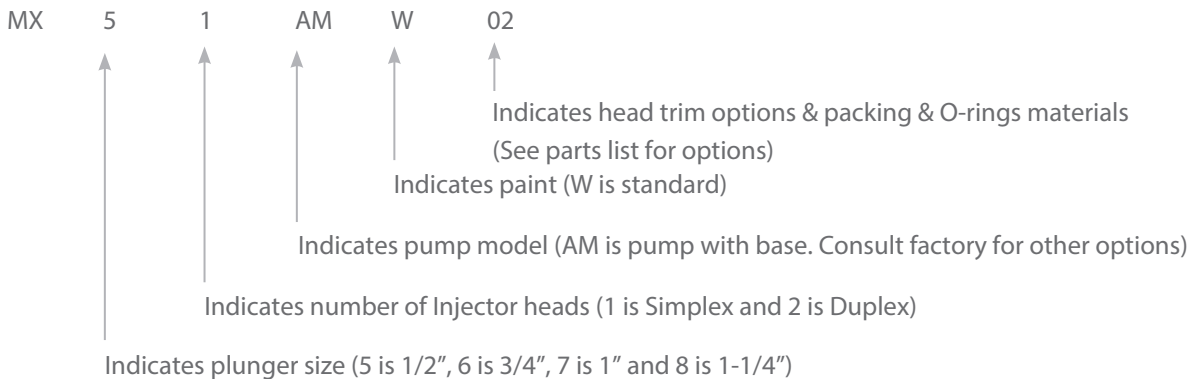 MX 5 1 AM W 02
Indicates head trim options & packing & O-rings materials
(See parts list for options)
Indicates paint (W is standard)
Indicates pump model (AM is pump with base. Consult factory for other options)
Indicates number of Injector heads (1 is Simplex and 2 is Duplex)
Indicates plunger size (5 is 1/2”, 6 is 3/4”, 7 is 1” and 8 is 1-1/4”)